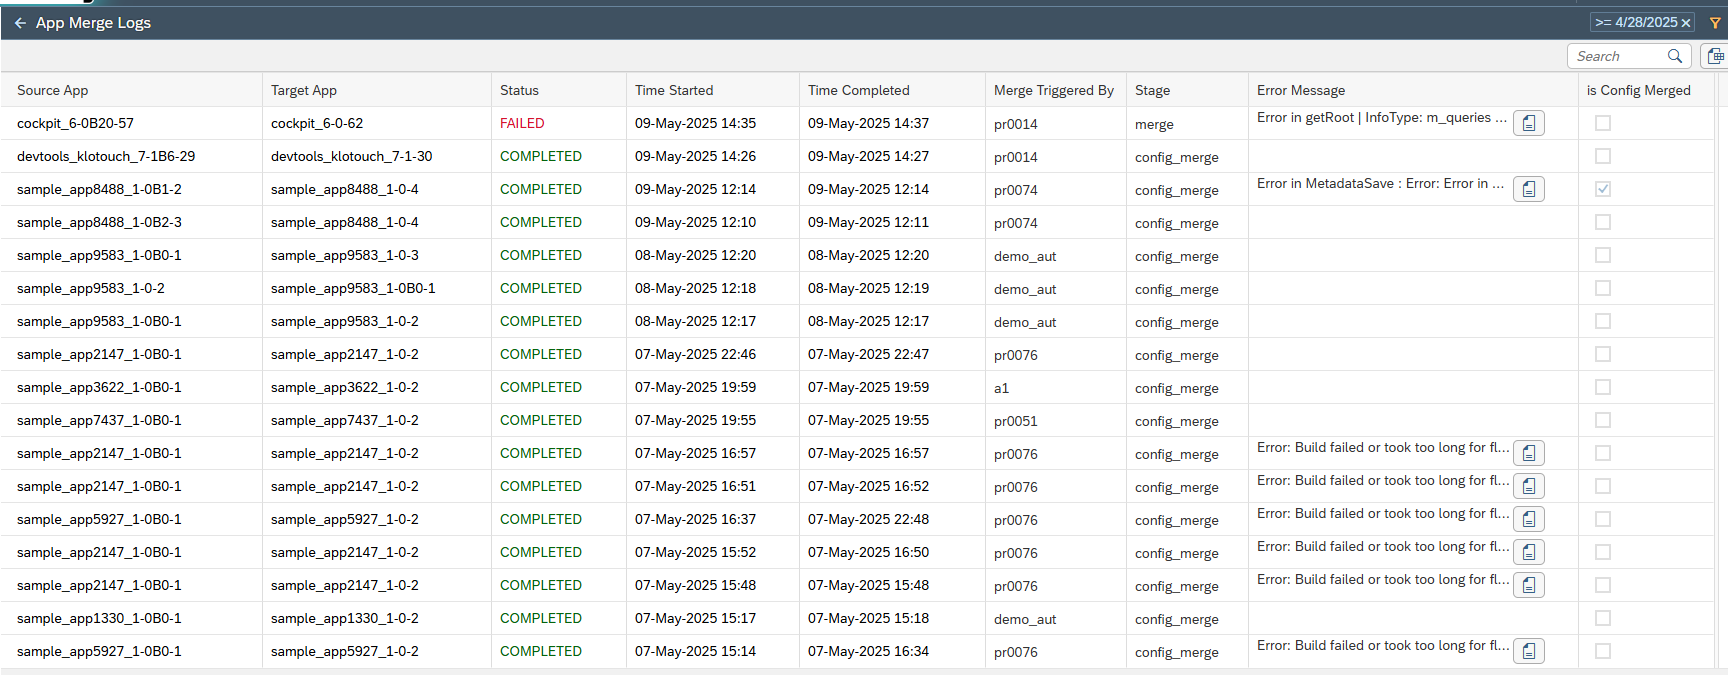 App Merge Logs >= 4/28/2025
Search
Source App Target App Status Time Started Time Completed Merge Triggered By Stage Error Message is Config Merged
cockpit_6-0B20-57 cockpit_6-0-62 FAILED 09-May-2025 14:35 09-May-2025 14:37 pr0014 merge Error in getRoot | InfoType: m_queries ...
devtools_klotouch_7-1B6-29 devtools_klotouch_7-1-30 COMPLETED 09-May-2025 14:26 09-May-2025 14:27 pr0014 config_merge
sample_app8488_1-0B1-2 sample_app8488_1-0-4 COMPLETED 09-May-2025 12:14 09-May-2025 12:14 pr0074 config_merge Error in MetadataSave : Error: Error in ...
sample_app8488_1-0B2-3 sample_app8488_1-0-4 COMPLETED 09-May-2025 12:10 09-May-2025 12:11 pr0074 config_merge
sample_app9583_1-0B0-1 sample_app9583_1-0-3 COMPLETED 08-May-2025 12:20 08-May-2025 12:20 demo_aut config_merge
sample_app9583_1-0-2 sample_app9583_1-0B0-1 COMPLETED 08-May-2025 12:18 08-May-2025 12:19 demo_aut config_merge
sample_app9583_1-0B0-1 sample_app9583_1-0-2 COMPLETED 08-May-2025 12:17 08-May-2025 12:17 demo_aut config_merge
sample_app2147_1-0B0-1 sample_app2147_1-0-2 COMPLETED 07-May-2025 22:46 07-May-2025 22:47 pr0076 config_merge
sample_app3622_1-0B0-1 sample_app3622_1-0-2 COMPLETED 07-May-2025 19:59 07-May-2025 19:59 a1 config_merge
sample_app7437_1-0B0-1 sample_app7437_1-0-2 COMPLETED 07-May-2025 19:55 07-May-2025 19:55 pr0051 config_merge
sample_app2147_1-0B0-1 sample_app2147_1-0-2 COMPLETED 07-May-2025 16:57 07-May-2025 16:57 pr0076 config_merge Error: Build failed or took too long for fl...
sample_app2147_1-0B0-1 sample_app2147_1-0-2 COMPLETED 07-May-2025 16:51 07-May-2025 16:52 pr0076 config_merge Error: Build failed or took too long for fl...
sample_app5927_1-0B0-1 sample_app5927_1-0-2 COMPLETED 07-May-2025 16:37 07-May-2025 22:48 pr0076 config_merge Error: Build failed or took too long for fl...
sample_app2147_1-0B0-1 sample_app2147_1-0-2 COMPLETED 07-May-2025 15:52 07-May-2025 16:50 pr0076 config_merge Error: Build failed or took too long for fl...
sample_app2147_1-0B0-1 sample_app2147_1-0-2 COMPLETED 07-May-2025 15:48 07-May-2025 15:48 pr0076 config_merge Error: Build failed or took too long for fl...
sample_app1330_1-0B0-1 sample_app1330_1-0-2 COMPLETED 07-May-2025 15:17 07-May-2025 15:18 demo_aut config_merge
sample_app5927_1-0B0-1 sample_app5927_1-0-2 COMPLETED 07-May-2025 15:14 07-May-2025 16:34 pr0076 config_merge Error: Build failed or took too long for fl...